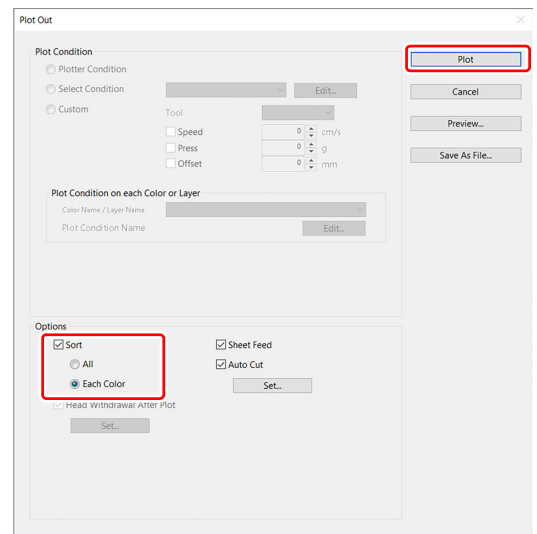 Plot Out
Plot Condition
Plotter Condition
Select Condition
Edit...
Custom
Tool
Speed
0
cm/s
Press
0
g
Offset
0
mm
Plot Condition on each Color or Layer
Color Name / Layer Name
Plot Condition Name
Edit...
Plot
Cancel
Preview...
Save As File...
Options
Sort
Sheet Feed
All
Auto Cut
Each Color
Set...
Head Withdrawal After Plot
Set...